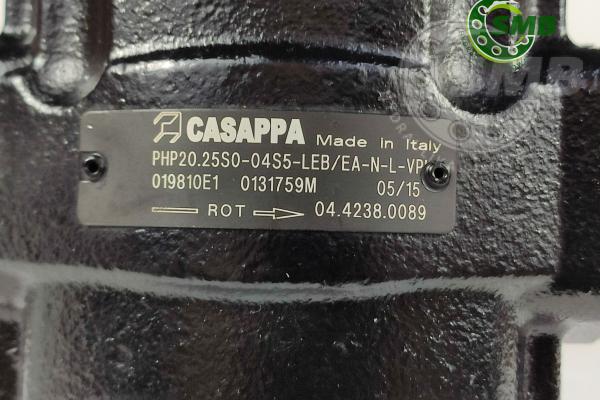 SMB
CASAPPA Made in Italy
PHP20.25S0-04S5-LEB/EA-N-L-VP
019810E1 0131759M 05/15
ROT 04.4238.0089